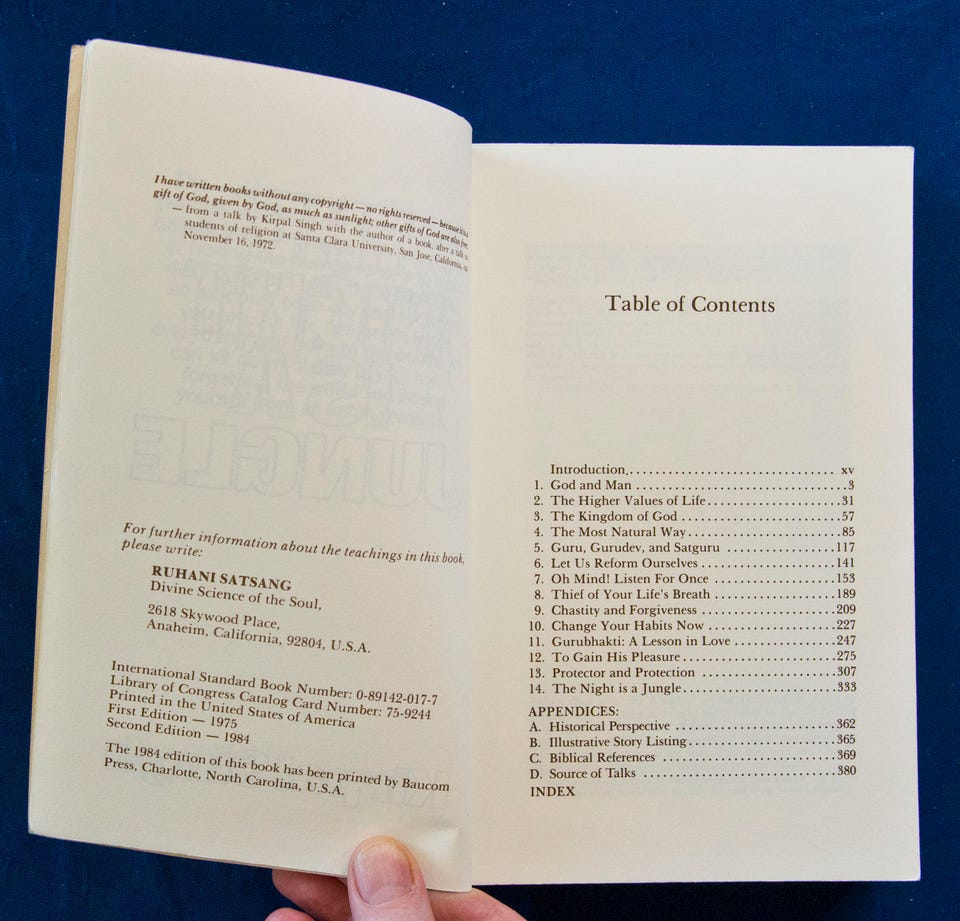 I have written books without any copyright — no rights reserved — because it is a
gift of God, given by God, as much as sunlight; other gifts of God are also free.
— from a talk by Kirpal Singh with the author of a book, after a talk to
students of religion at Santa Clara University, San Jose, California, on
November 16, 1972.
JUNGLE
For further information about the teachings in this book,
please write:
RUHANI SATSANG
Divine Science of the Soul,
2618 Skywood Place,
Anaheim, California, 92804, U.S.A.
International Standard Book Number: 0-89142-017-7
Library of Congress Catalog Card Number: 75-9244
Printed in the United States of America
First Edition — 1975
Second Edition — 1984
The 1984 edition of this book has been printed by Baucom
Press, Charlotte, North Carolina, U.S.A.
Table of Contents
Introduction. . . . . . . . . . . . . . . . . . . . . . . . . . . . . xv
1. God and Man . . . . . . . . . . . . . . . . . . . . . . . . . . . .3
2. The Higher Values of Life. . . . . . . . . . . . . . . . . .31
3. The Kingdom of God . . . . . . . . . . . . . . . . . . . . . .57
4. The Most Natural Way. . . . . . . . . . . . . . . . . . . . .85
5. Guru, Gurudev, and Satguru . . . . . . . . . . . . . . .117
6. Let Us Reform Ourselves . . . . . . . . . . . . . . . . . .141
7. Oh Mind! Listen For Once . . . . . . . . . . . . . . . . .153
8. Thief of Your Life's Breath . . . . . . . . . . . . . . . . .189
9. Chastity and Forgiveness . . . . . . . . . . . . . . . . . .209
10. Change Your Habits Now . . . . . . . . . . . . . . . . .227
11. Gurubhakti: A Lesson in Love . . . . . . . . . . . . . .247
12. To Gain His Pleasure . . . . . . . . . . . . . . . . . . . . .275
13. Protector and Protection . . . . . . . . . . . . . . . . . .307
14. The Night is a Jungle. . . . . . . . . . . . . . . . . . . . .333
APPENDICES:
A. Historical Perspective . . . . . . . . . . . . . . . . . . . . .362
B. Illustrative Story Listing. . . . . . . . . . . . . . . . . . . .365
C. Biblical References . . . . . . . . . . . . . . . . . . . . . . .369
D. Source of Talks . . . . . . . . . . . . . . . . . . . . . . . . . .380
INDEX